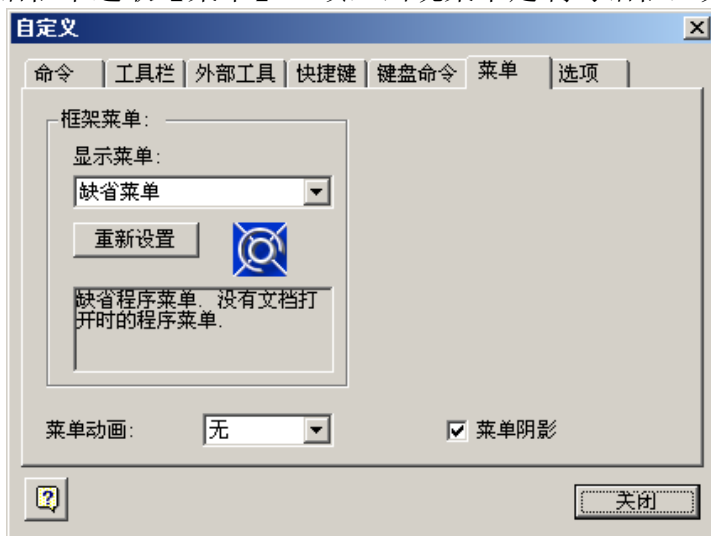 自定义
命令 工具栏 外部工具 快捷键 键盘命令 菜单 选项
框架菜单:
显示菜单:
缺省菜单
重新设置
缺省程序菜单. 没有文档打
开时的程序菜单.
菜单动画: 无 菜单阴影
关闭